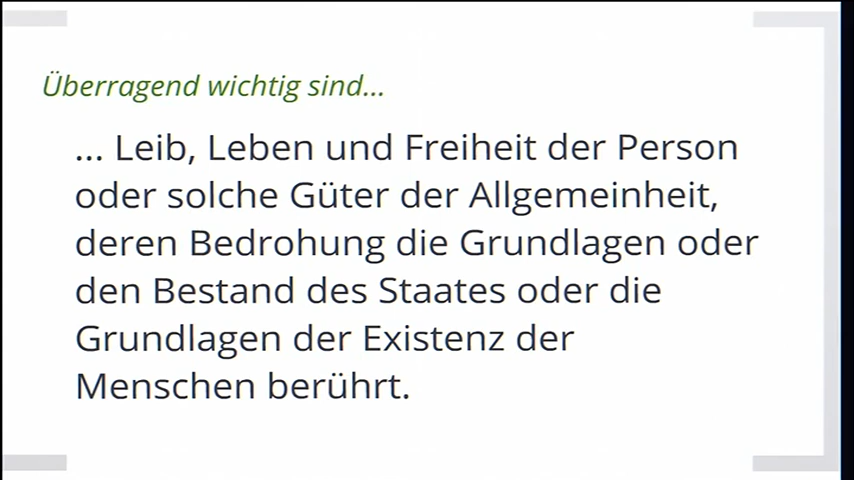 Überragend wichtig sind...
... Leib, Leben und Freiheit der Person
oder solche Güter der Allgemeinheit,
deren Bedrohung die Grundlagen oder
den Bestand des Staates oder die
Grundlagen der Existenz der
Menschen berührt.